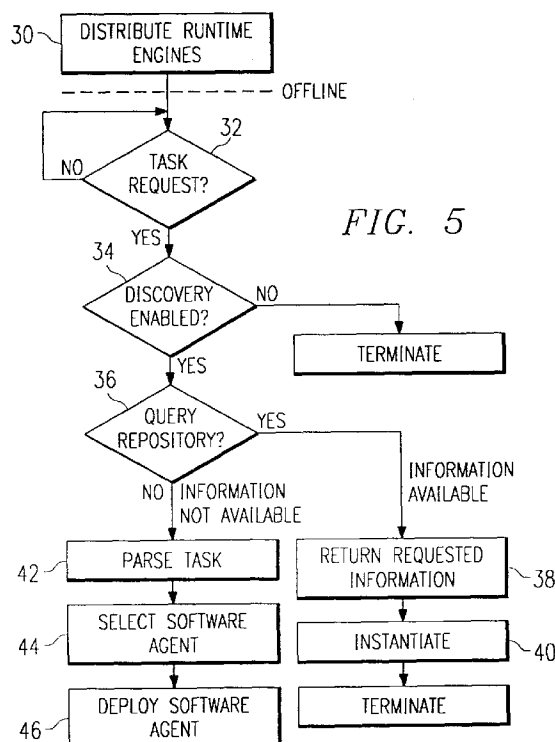 30
DISTRIBUTE RUNTIME
ENGINES
OFFLINE
32
NO
TASK
REQUEST?
FIG. 5
YES
34
DISCOVERY
ENABLED?
NO
TERMINATE
YES
36
QUERY
REPOSITORY?
YES
INFORMATION
AVAILABLE
NO
INFORMATION
NOT AVAILABLE
42
PARSE TASK
RETURN REQUESTED
INFORMATION
38
44
SELECT SOFTWARE
AGENT
INSTANTIATE
40
46
DEPLOY SOFTWARE
AGENT
TERMINATE